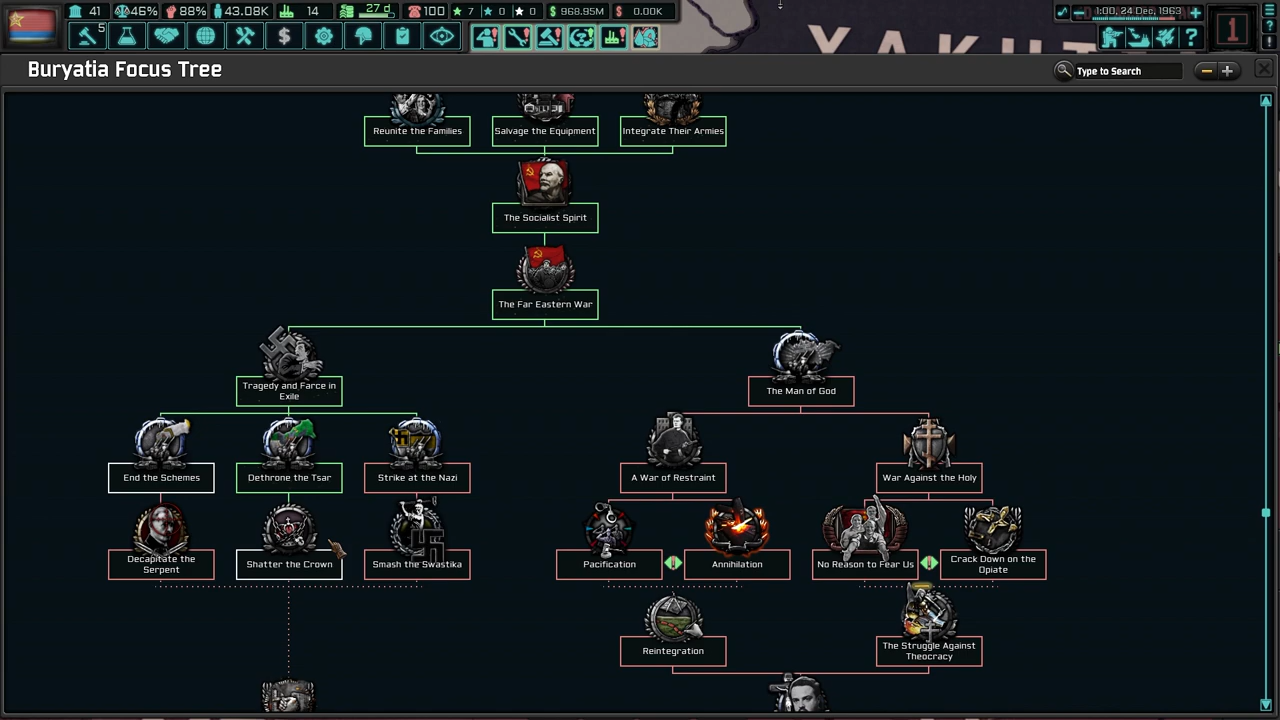 41 46% 88% 43.08K 14 27 d 100 7 0 0 $ 968.95M $ 0.00K
1:00, 24 Dec, 1963
5
YAKUT
Buryatia Focus Tree
Type to Search
Reunite the Families
Salvage the Equipment
Integrate Their Armies
The Socialist Spirit
The Far Eastern War
Tragedy and Farce in
Exile
The Man of God
End the Schemes
Dethrone the Tsar
Strike at the Nazi
A War of Restraint
War Against the Holy
Decapitate the
Serpent
Shatter the Crown
Smash the Swastika
Pacification
Annihilation
No Reason to Fear Us
Crack Down on the
Opiate
Reintegration
The Struggle Against
Theocracy